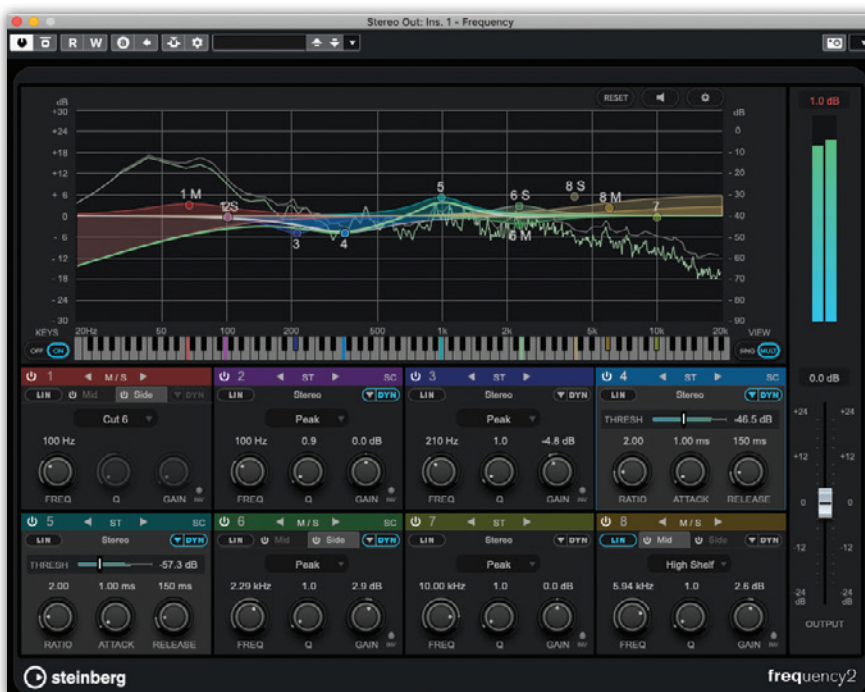 Stereo Out: Ins. 1 - Frequency
R W
RESET
1.0 dB
dB dB
+30
+24 0
+18 -10
+12 -20
+6 -30
0 -40
-6 -50
-12 -60
-18 -70
-24 -80
-30 -90
1 M 2S 3 4 5 6 S 6 M 8 S 8 M 7
20Hz 50 100 200 500 1k 2k 5k 10k 20k
KEYS VIEW
OFF ON SING MULT
1 M/S
LIN Mid Side DYN
Cut 6
100 Hz
FREQ Q GAIN INV
2 ST SC
LIN Stereo DYN
Peak
100 Hz 0.9 0.0 dB
FREQ Q GAIN INV
3 ST SC
LIN Stereo DYN
Peak
210 Hz 1.0 -4.8 dB
FREQ Q GAIN INV
4 ST SC
LIN Stereo DYN
THRESH -46.5 dB
2.00 1.00 ms 150 ms
RATIO ATTACK RELEASE
5 ST SC
LIN Stereo DYN
THRESH -57.3 dB
2.00 1.00 ms 150 ms
RATIO ATTACK RELEASE
6 M/S SC
LIN Mid Side DYN
Peak
2.29 kHz 1.0 2.9 dB
FREQ Q GAIN INV
7 ST
LIN Stereo DYN
Peak
10.00 kHz 1.0 0.0 dB
FREQ Q GAIN INV
8 M/S
LIN Mid Side DYN
High Shelf
5.94 kHz 1.0 2.6 dB
FREQ Q GAIN INV
0.0 dB
+24 +24
+12 +12
0 0
-12 -12
-24 -24
dB dB
OUTPUT
steinberg
frequency2